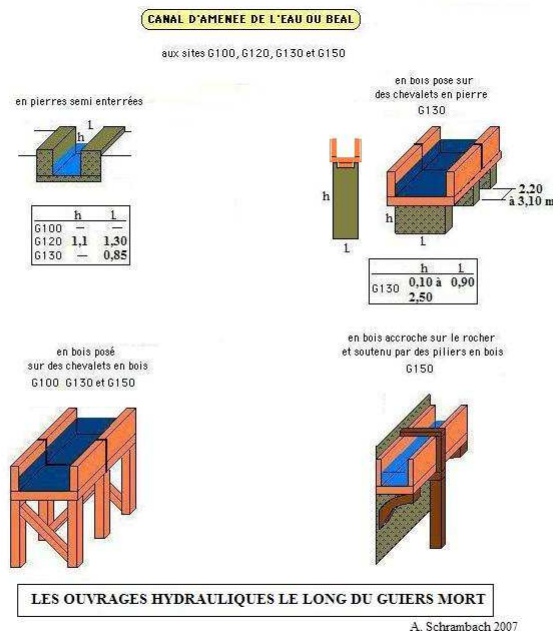 CANAL D'AMENEE DE L'EAU OU BEAL
aux sites G100, G120, G130 et G150
en pierres semi enterrées
L
h
h L
G100 — —
G120 1,1 1,30
G130 — 0,85
en bois pose sur
des chevalets en pierre
G130
h
L
h
L
2,20
à 3,10 m
h L
G130 0,10 à 0,90
2,50
en bois posé
sur des chevalets en bois
G100 G130 et G150
en bois accroche sur le rocher
et soutenu par des piliers en bois
G150
LES OUVRAGES HYDRAULIQUES LE LONG DU GUIERS MORT
A. Schrambach 2007